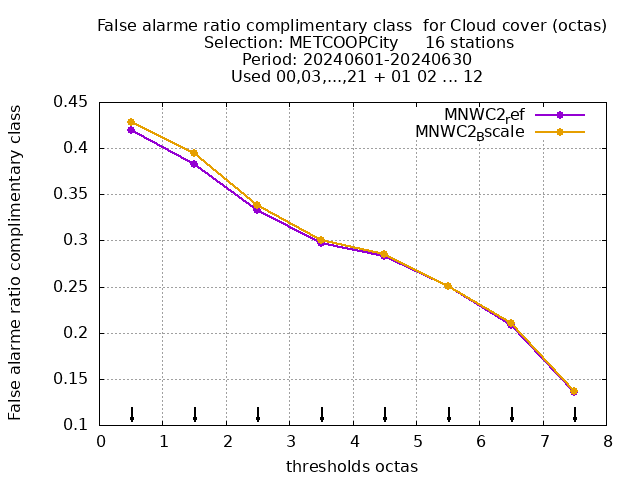 False alarme ratio complimentary class  for Cloud cover (octas)
Selection: METCOOPCity     16 stations
Period: 20240601-20240630
Used 00,03,...,21 + 01 02 ... 12
MNWC2ref
MNWC2Bscale
0.45
0.4
0.35
0.3
0.25
0.2
0.15
0.1
False alarme ratio complimentary class
0 1 2 3 4 5 6 7 8
thresholds octas